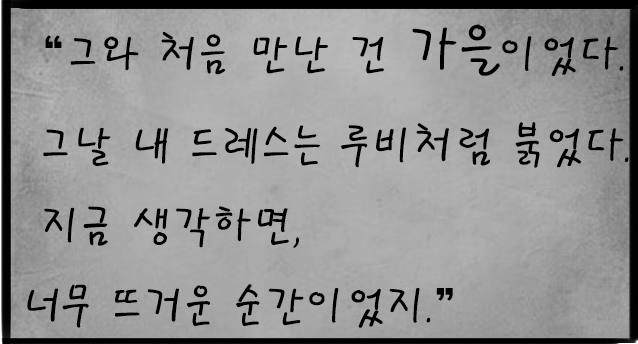 “그와 처음 만난 건 가을이었다.
그날 내 드레스는 루비처럼 붉었다.
지금 생각하면,
너무 뜨거운 순간이었지.”